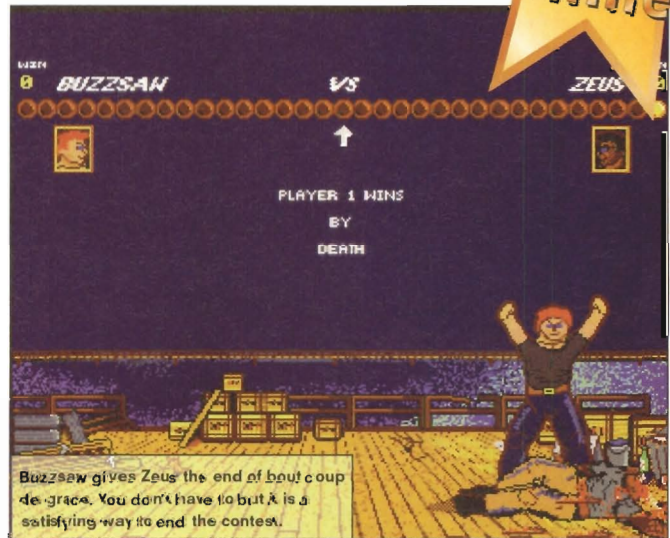 WIN
0 BUZZSAW VS ZEUS 0
PLAYER 1 WINS
BY
DEATH
Buzzsaw gives Zeus the end of bout coup
de grace. You don't have to but it is a
satisfying way to end the contest.